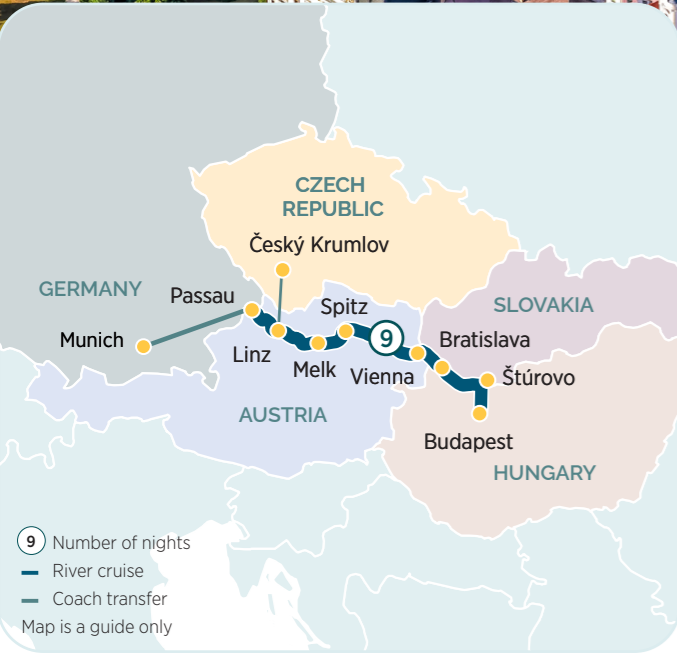 CZECH
REPUBLIC
Český Krumlov
GERMANY
Passau
Spitz
SLOVAKIA
Munich
9
Bratislava
Linz
Melk
Vienna
Štúrovo
AUSTRIA
Budapest
HUNGARY
9 Number of nights
River cruise
Coach transfer
Map is a guide only